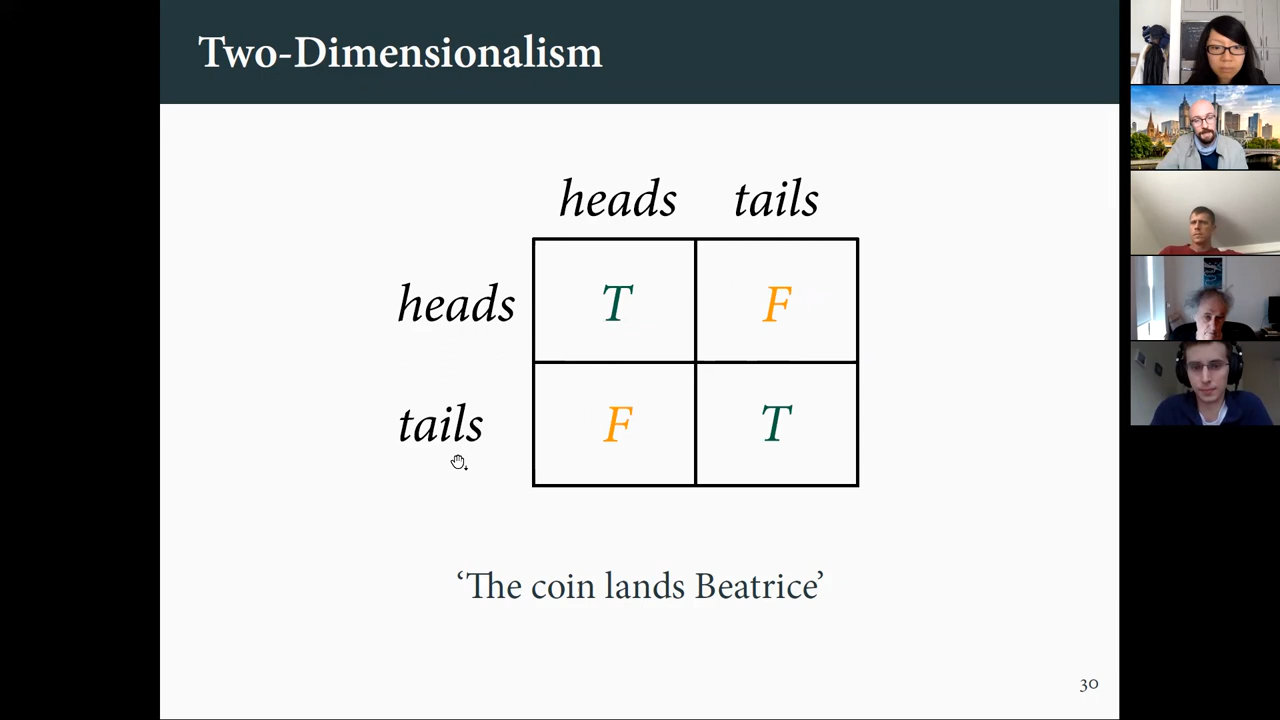 Two-Dimensionalism
heads tails
heads T F
tails F T
‘The coin lands Beatrice’
30